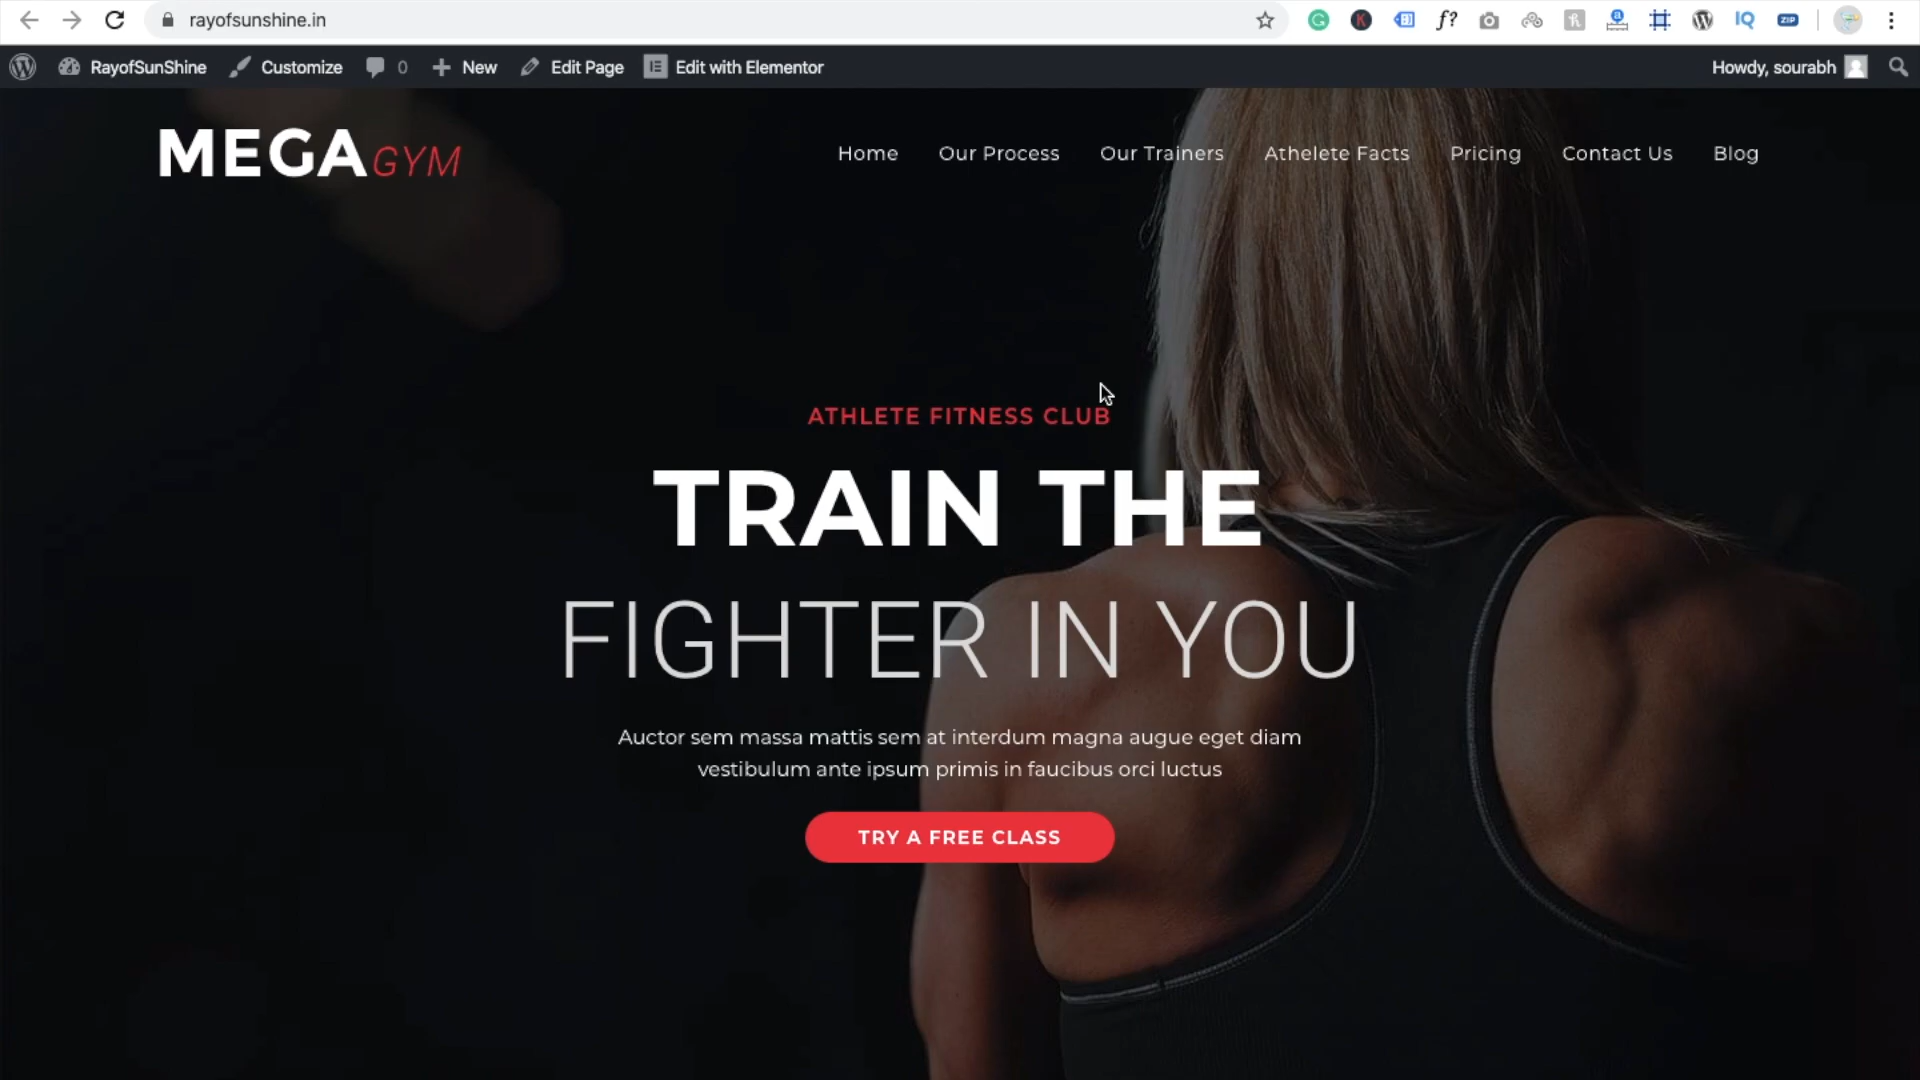 rayofsunshine.in
RayofSunShine Customize 0 New Edit Page Edit with Elementor Howdy, sourabh
MEGA GYM
Home Our Process Our Trainers Athelete Facts Pricing Contact Us Blog
ATHLETE FITNESS CLUB
TRAIN THE
FIGHTER IN YOU
Auctor sem massa mattis sem at interdum magna augue eget diam
vestibulum ante ipsum primis in faucibus orci luctus
TRY A FREE CLASS